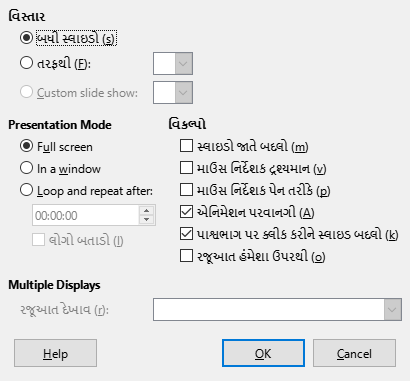 વિસ્તાર
બધી સ્લાઇડો (s)
તરફથી (F):
Custom slide show:
Presentation Mode
Full screen
In a window
Loop and repeat after:
00:00:00
લોગો બતાડો (l)
વિકલ્પો
સ્લાઇડો જાતે બદલો (m)
માઉસ નિર્દેશક દ્રશ્યમાન (v)
માઉસ નિર્દેશક પેન તરીકે (p)
એનિમેશન પરવાનગી (A)
પાશ્વભાગ પર ક્લીક કરીને સ્લાઇડ બદલો (k)
રજૂઆત હંમેશા ઉપરથી (o)
Multiple Displays
રજૂઆત દેખાવ (r):
Help
OK
Cancel